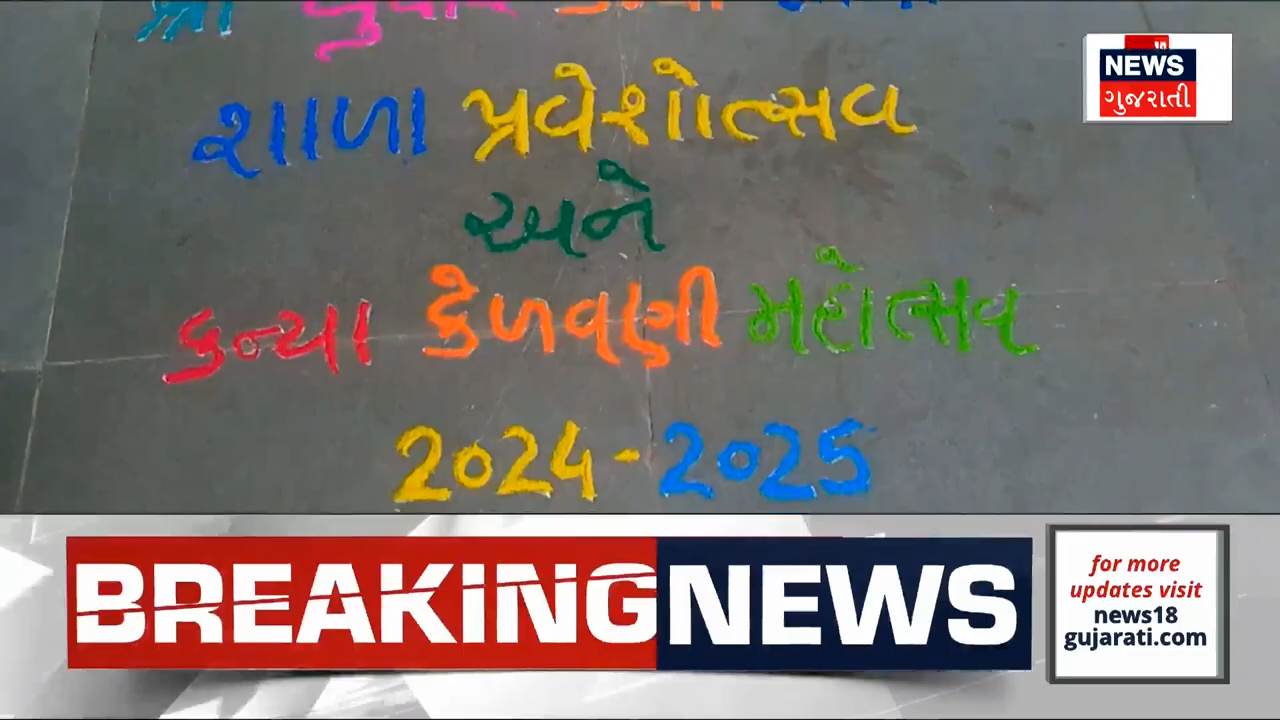 શાળા પ્રવેશોત્સવ
અને
કન્યા કેળવણી મહોત્સવ
2024-2025
NEWS
ગુજરાતી
BREAKING NEWS
for more
updates visit
news18
gujarati.com